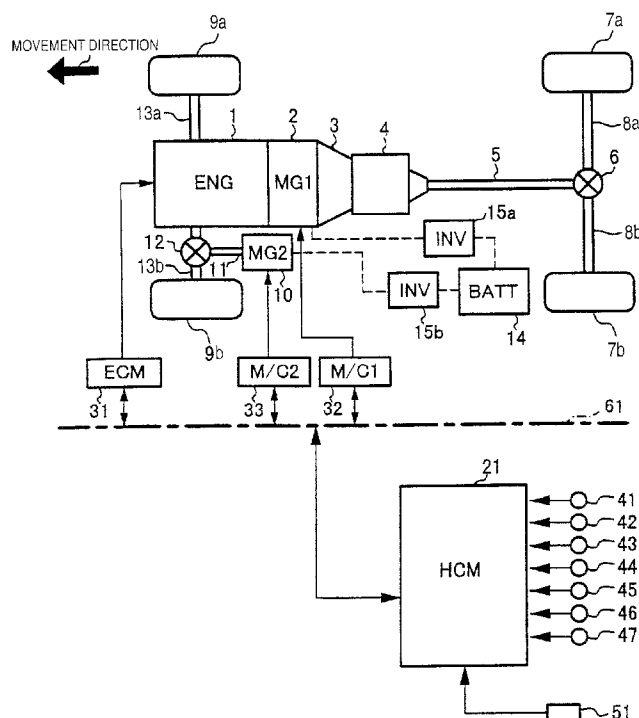 9a
7a
MOVEMENT DIRECTION
13a
1
2
3
4
8a
5
6
ENG
MG1
15a
8b
12
INV
MG2
13b
11
10
INV
BATT
15b
14
9b
7b
ECM
M/C2
M/C1
31
33
32
61
21
HCM
41
42
43
44
45
46
47
51